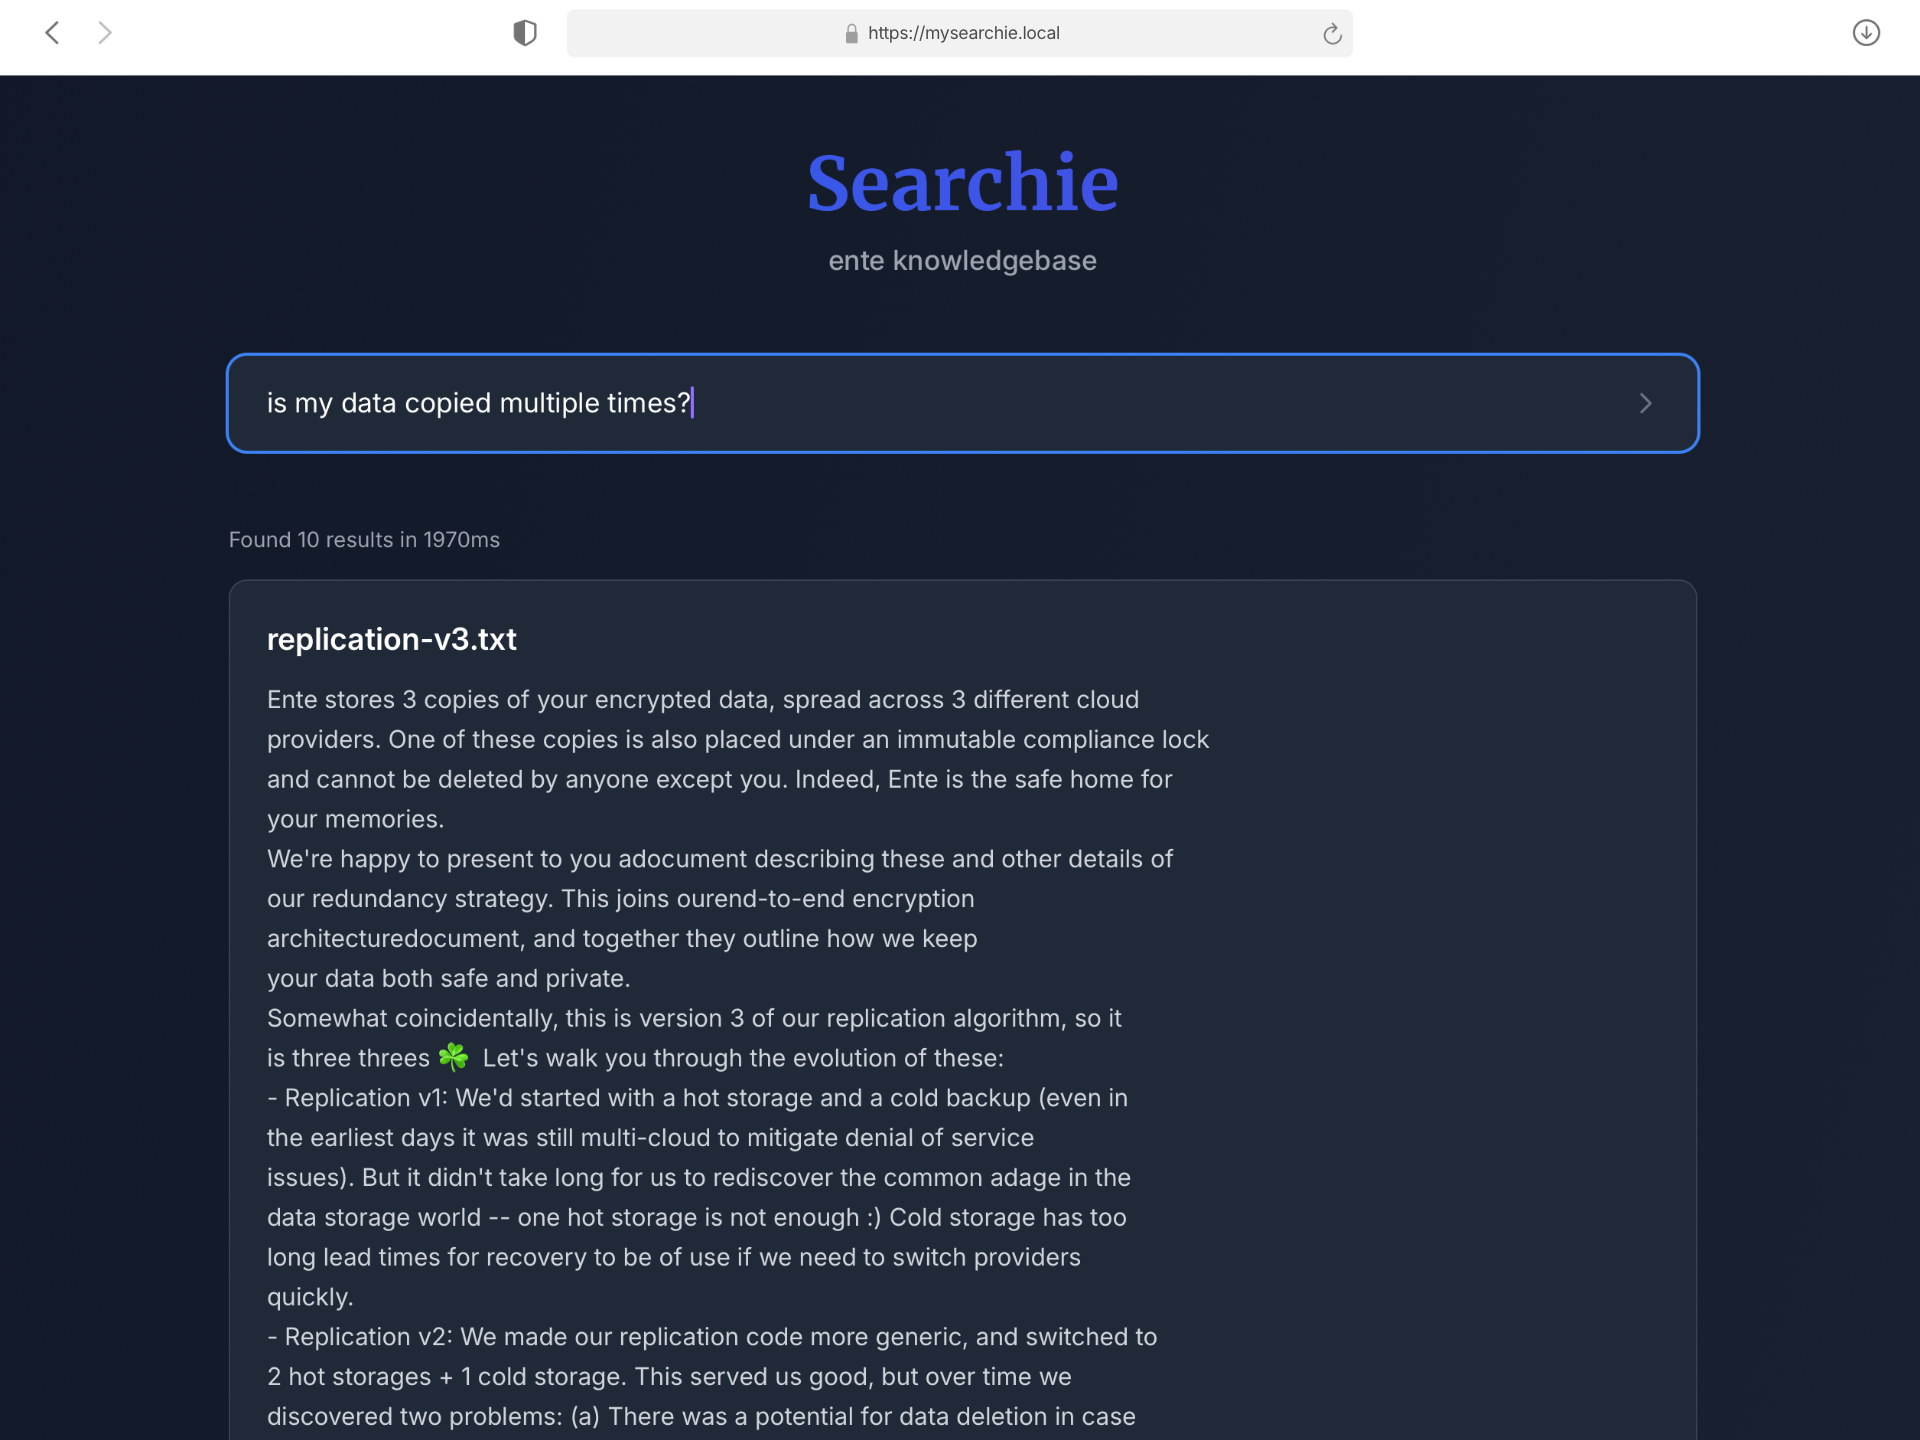 https://mysearchie.local
Searchie
ente knowledgebase
is my data copied multiple times?
Found 10 results in 1970ms
replication-v3.txt
Ente stores 3 copies of your encrypted data, spread across 3 different cloud
providers. One of these copies is also placed under an immutable compliance lock
and cannot be deleted by anyone except you. Indeed, Ente is the safe home for
your memories.
We're happy to present to you adocument describing these and other details of
our redundancy strategy. This joins ourend-to-end encryption
architecturedocument, and together they outline how we keep
your data both safe and private.
Somewhat coincidentally, this is version 3 of our replication algorithm, so it
is three threes ☘️ Let's walk you through the evolution of these:
- Replication v1: We'd started with a hot storage and a cold backup (even in
the earliest days it was still multi-cloud to mitigate denial of service
issues). But it didn't take long for us to rediscover the common adage in the
data storage world -- one hot storage is not enough :) Cold storage has too
long lead times for recovery to be of use if we need to switch providers
quickly.
- Replication v2: We made our replication code more generic, and switched to
2 hot storages + 1 cold storage. This served us good, but over time we
discovered two problems: (a) There was a potential for data deletion in case